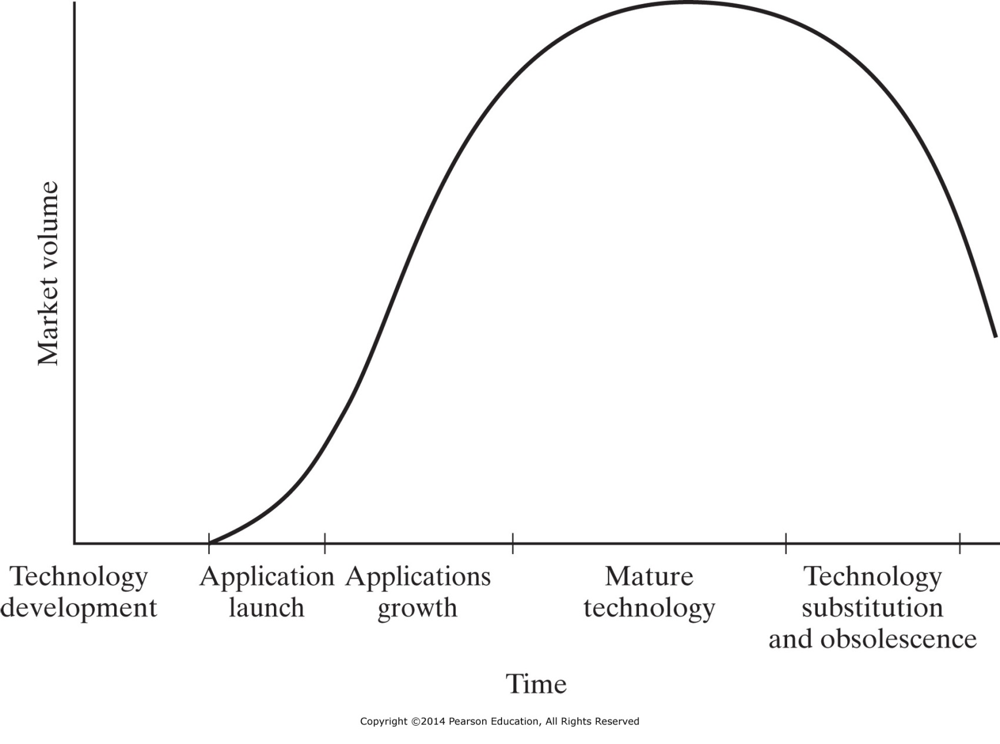 Market volume
Technology
development
Application
launch
Applications
growth
Mature
technology
Technology
substitution
and obsolescence
Time
Copyright ©2014 Pearson Education, All Rights Reserved